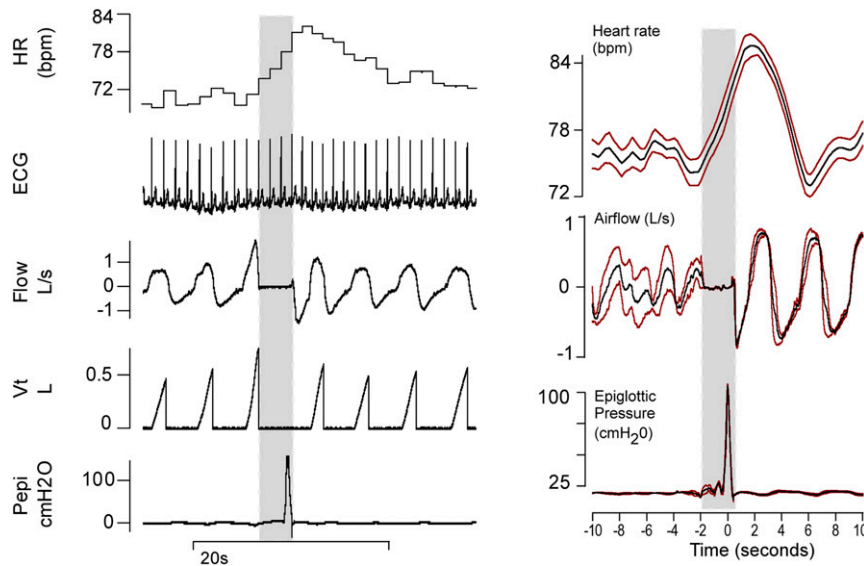 HR
(bpm)
84
78
72
ECG
Flow
L/s
1
0
-1
Vt
L
0.5
0
Pepi
cmH2O
100
0
20s
Heart rate
(bpm)
84
78
72
Airflow (L/s)
1
0
-1
Epiglottic
Pressure
(cmH₂0)
100
25
-10 -8 -6 -4 -2 0 2 4 6 8 10
Time (seconds)